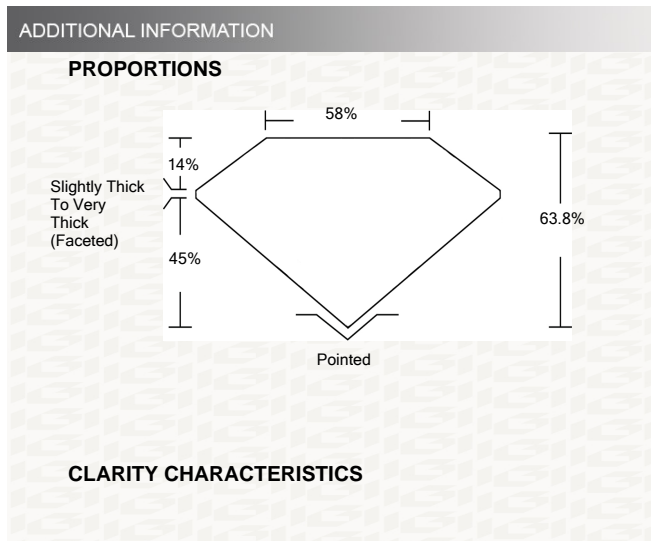 ADDITIONAL INFORMATION
PROPORTIONS
58%
14%
Slightly Thick
To Very
Thick
(Faceted)
63.8%
45%
Pointed
CLARITY CHARACTERISTICS